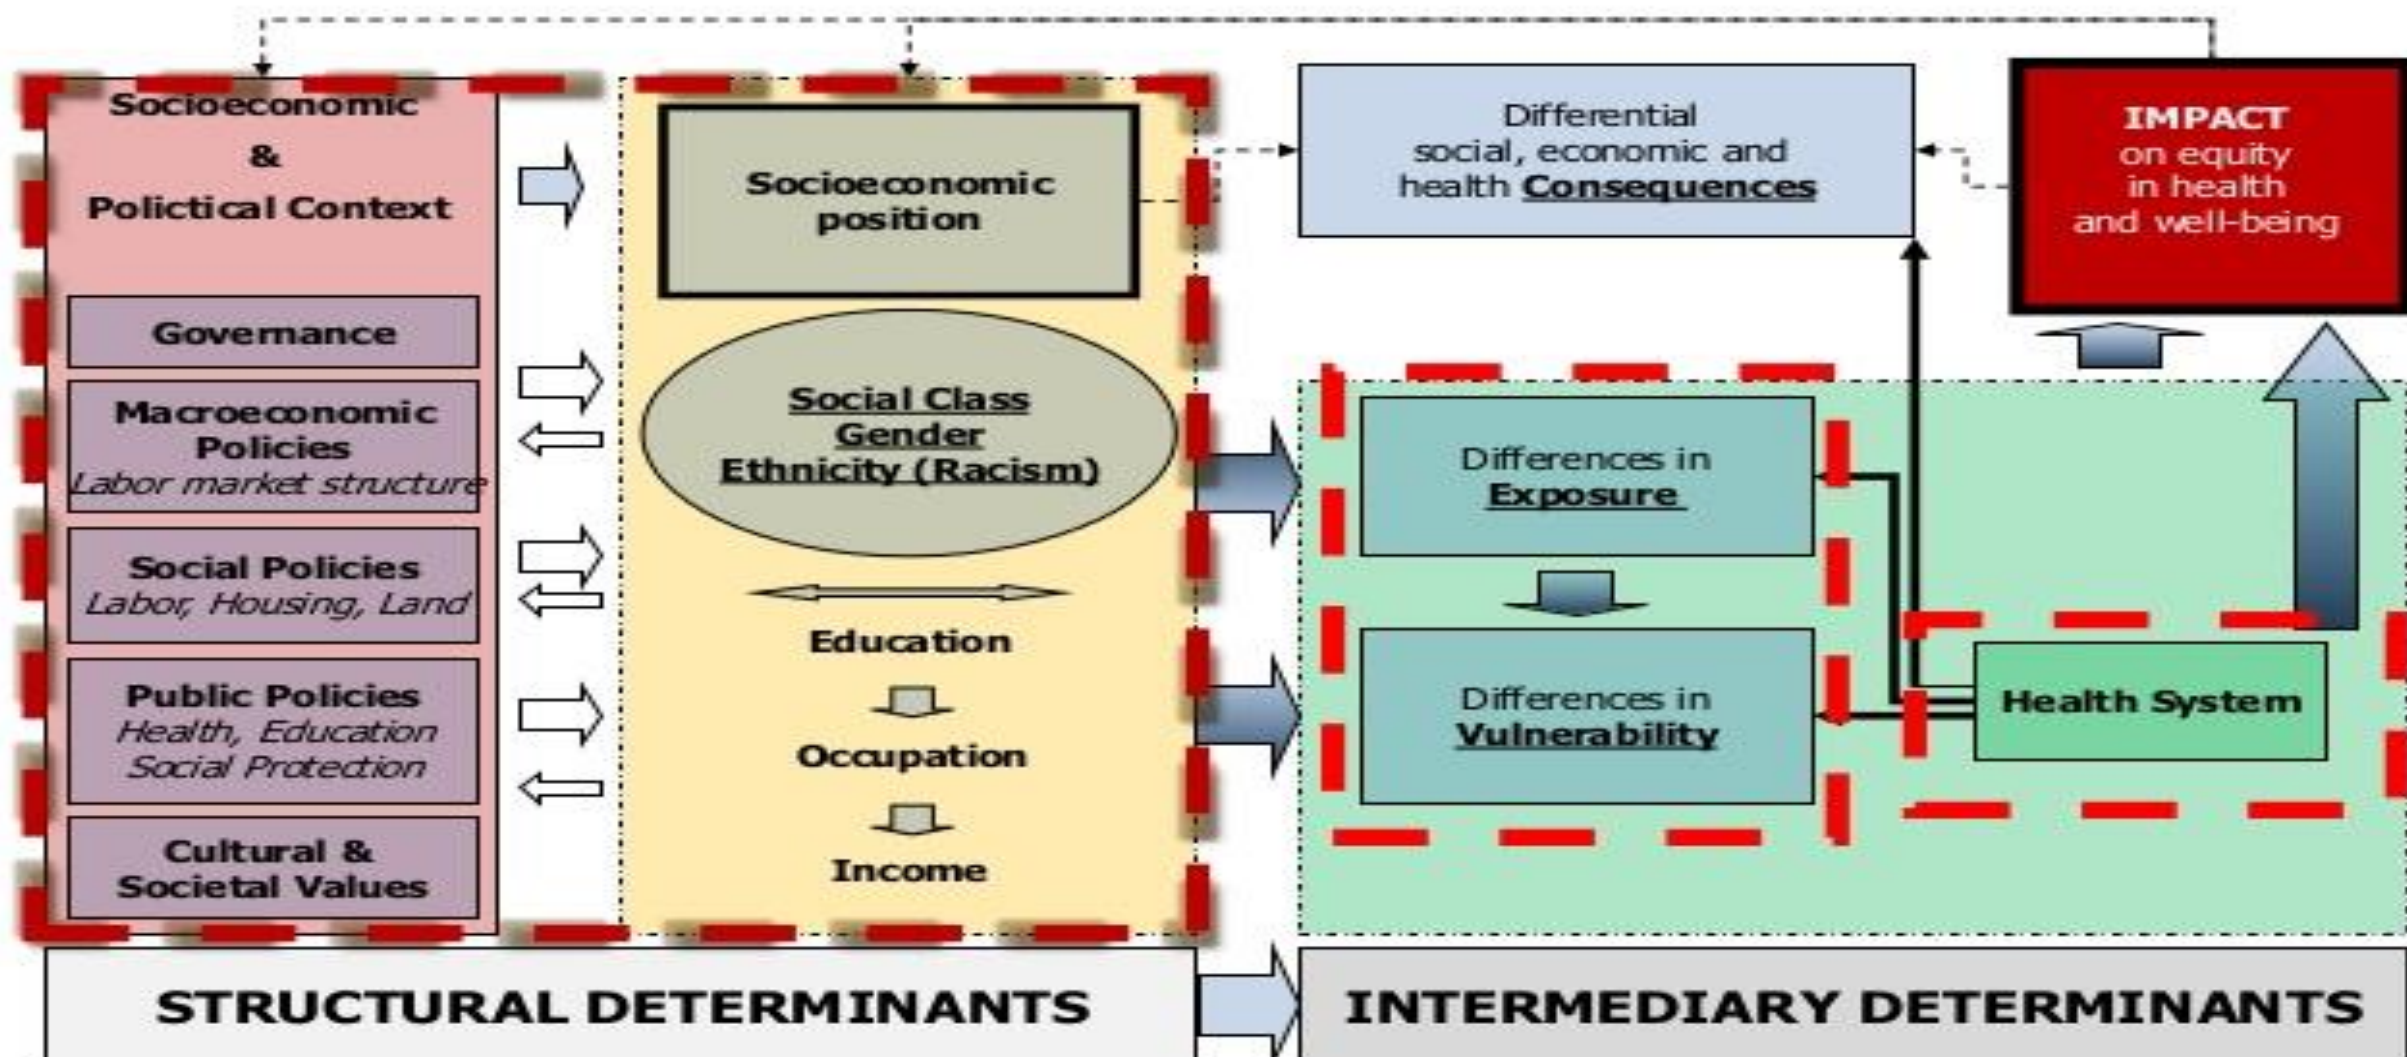 Socioeconomic
&
Polictical Context
Governance
Macroeconomic
Policies
Labor market structure
Social Policies
Labor, Housing, Land
Public Policies
Health, Education
Social Protection
Cultural &
Societal Values
Socioeconomic
position
Social Class
Gender
Ethnicity (Racism)
Education
Occupation
Income
Differential
social, economic and
health Consequences
IMPACT
on equity
in health
and well-being
Differences in
Exposure
Differences in
Vulnerability
Health System
STRUCTURAL DETERMINANTS
INTERMEDIARY DETERMINANTS